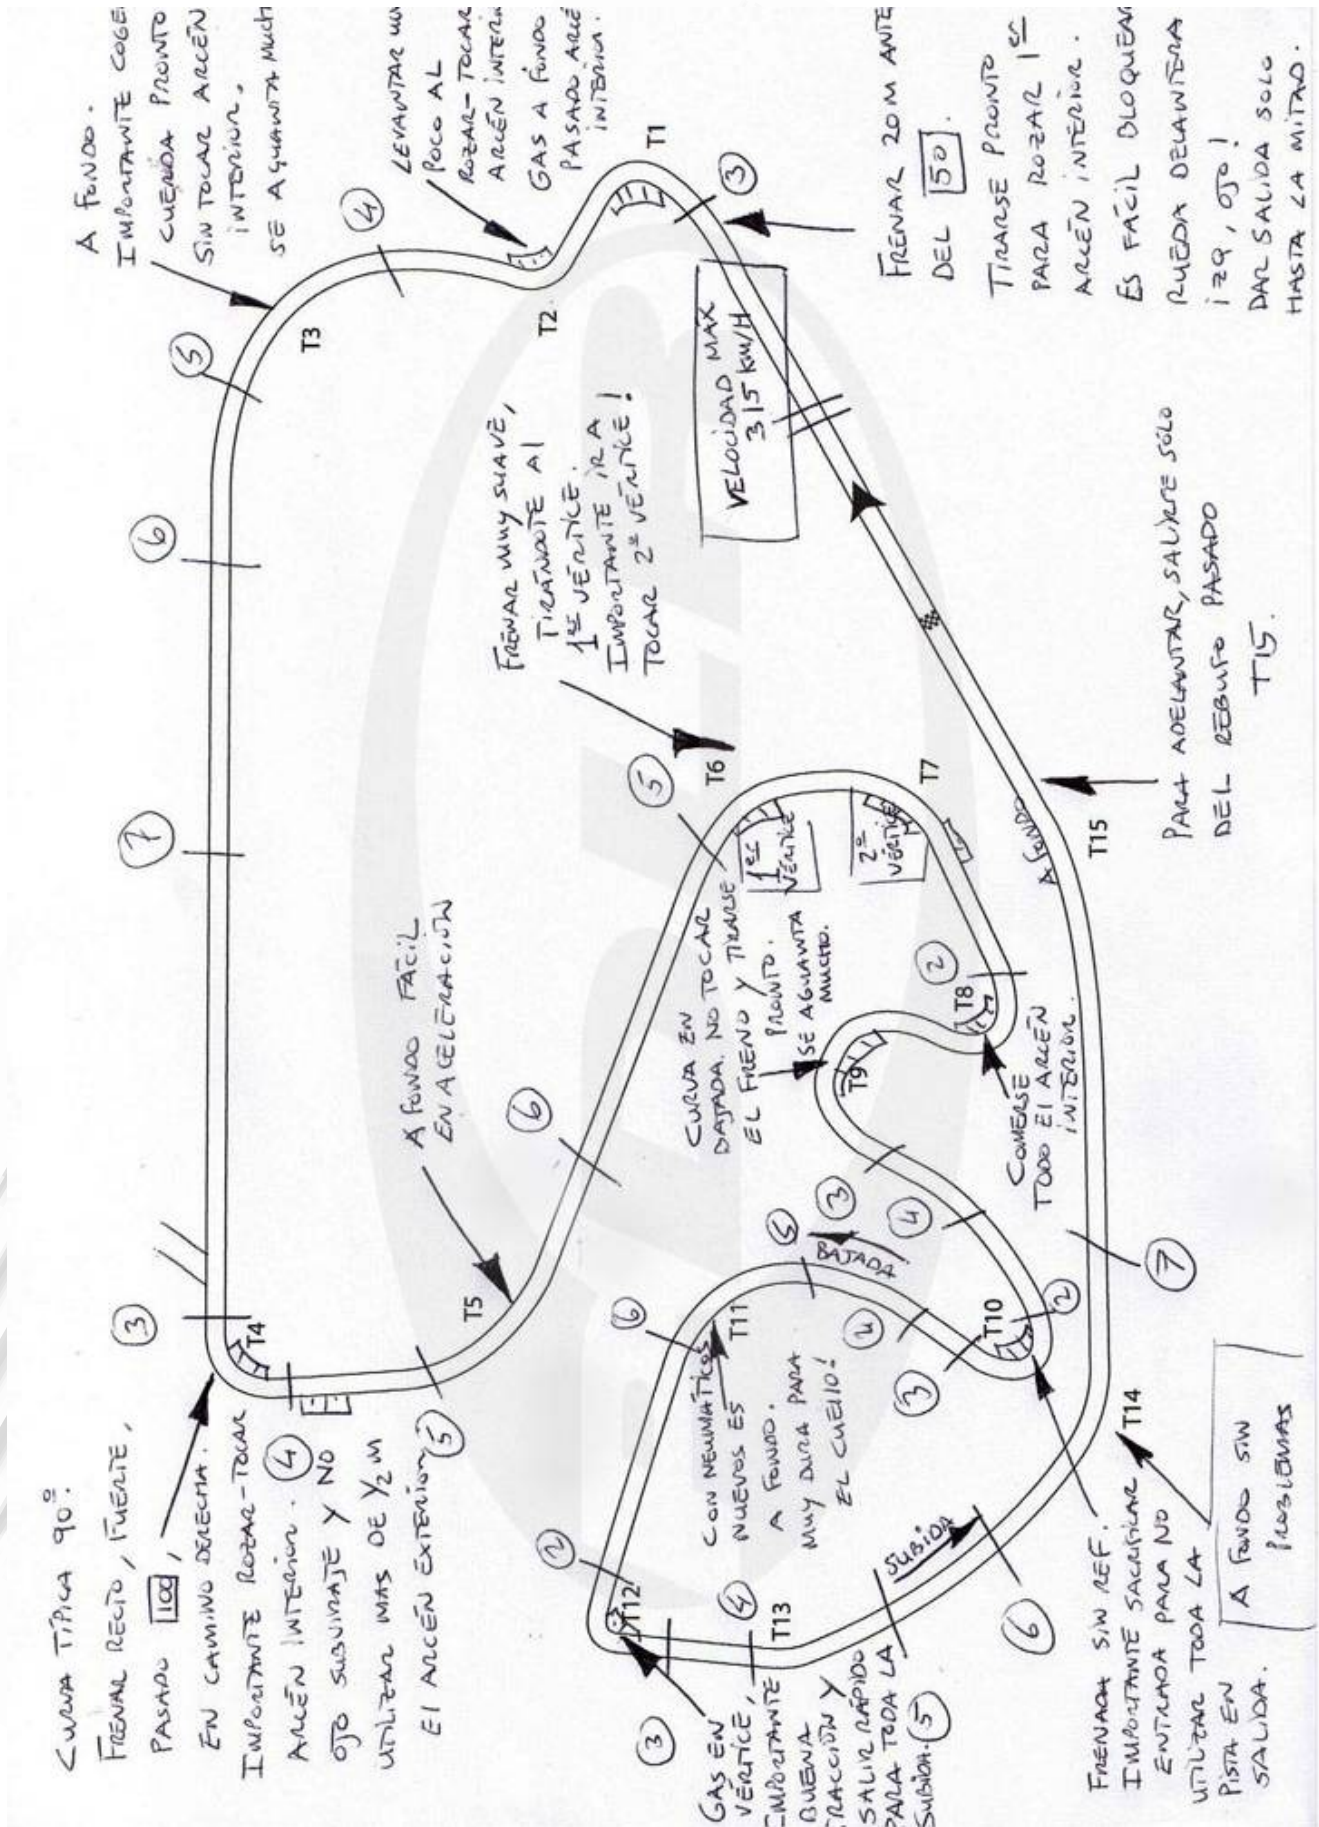 CURVA TÍPICA 90º.
FRENAR RECTO, FUERTE,
PASADO 100,
EN CAMINO DERECHA.
IMPORTANTE ROZAR-TOCAR
ARCÉN INTERIOR.
OJO SUBVIRAJE Y NO
UTILIZAR MAS DE 1/2 M
El ARCÉN EXTERIOR
3
T4
4
5
T5
A FONDO FÁCIL
EN ACELERACIÓN
6
7
6
5
A FONDO.
IMPORTANTE COGE
CUERDA PRONTO
SIN TOCAR ARCÉN
INTERIOR.
SE AGUANTA MUCH
T3
4
LEVANTAR UN
POCO AL
ROZAR-TOCAR
ARCÉN INTERI
GAS A FONDO
PASADO ARCÉ
INTERIOR.
T2
T1
3
FRENAR MUY SUAVE,
TIRÁNDOTE Al
1er VÉRTICE.
IMPORTANTE IR A
TOCAR 2º VÉRTICE!
VELOCIDAD MÁX
315 KM/H
FRENAR 20 M ANTE
DEL 50.
TIRARSE PRONTO
PARA ROZAR 1er
ARCÉN INTERIOR.
ES FÁCIL BLOQUEAR
RUEDA DELANTERA
IZQ, OJO!
DAR SALIDA SOLO
HASTA LA MITAD.
5
T6
1er
VÉRTICE
2º
VÉRTICE
T7
CURVA EN
BAJADA. NO TOCAR
EL FRENO Y TIRARSE
PRONTO.
SE AGUANTA
MUCHO.
2
T8
T9
COMERSE
TODO El ARCÉN
INTERIOR.
A FONDO
T15
PARA ADELANTAR, SALIRSE SÓLO
DEL REBUFO PASADO
T15.
3
4
2
T10
3
4
5
BAJADA
6
T11
CON NEUMÁTICOS
NUEVOS ES
A FONDO.
MUY DURA PARA
EL CUELLO!
2
T12
3
4
T13
GAS EN
VÉRTICE,
IMPORTANTE
BUENA
TRACCIÓN Y
SALIR RÁPIDO
PARA TODA LA
SUBIDA.
5
SUBIDA
6
T14
7
FRENADA SIN REF.
IMPORTANTE SACRIFICAR
ENTRADA PARA NO
UTILIZAR TODA LA
PISTA EN
SALIDA.
A FONDO SIN
PROBLEMAS